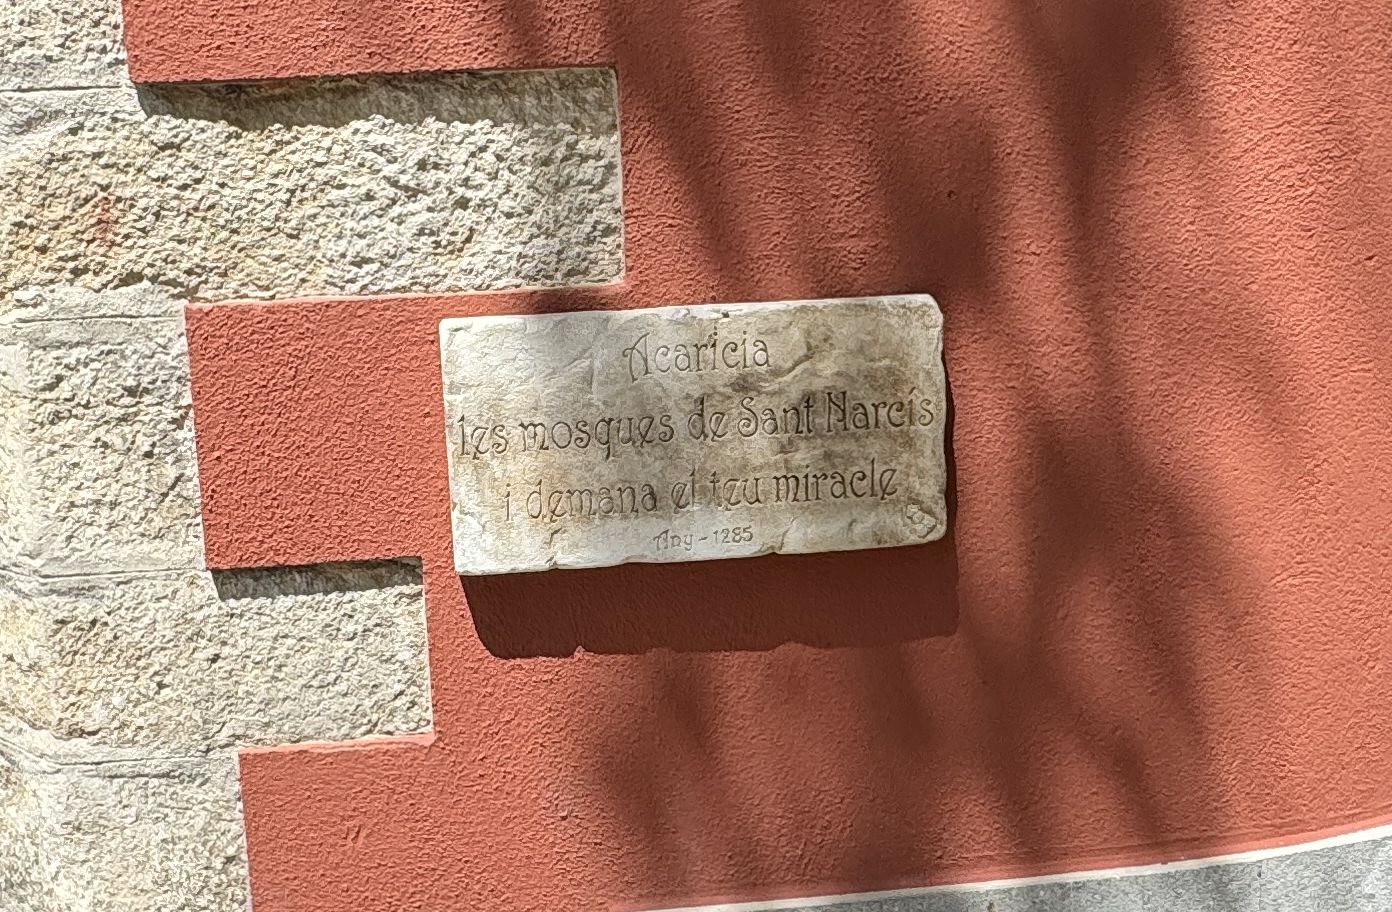 Acaricia
les mosques de Sant Narcís
i demana el teu miracle
Any - 1285